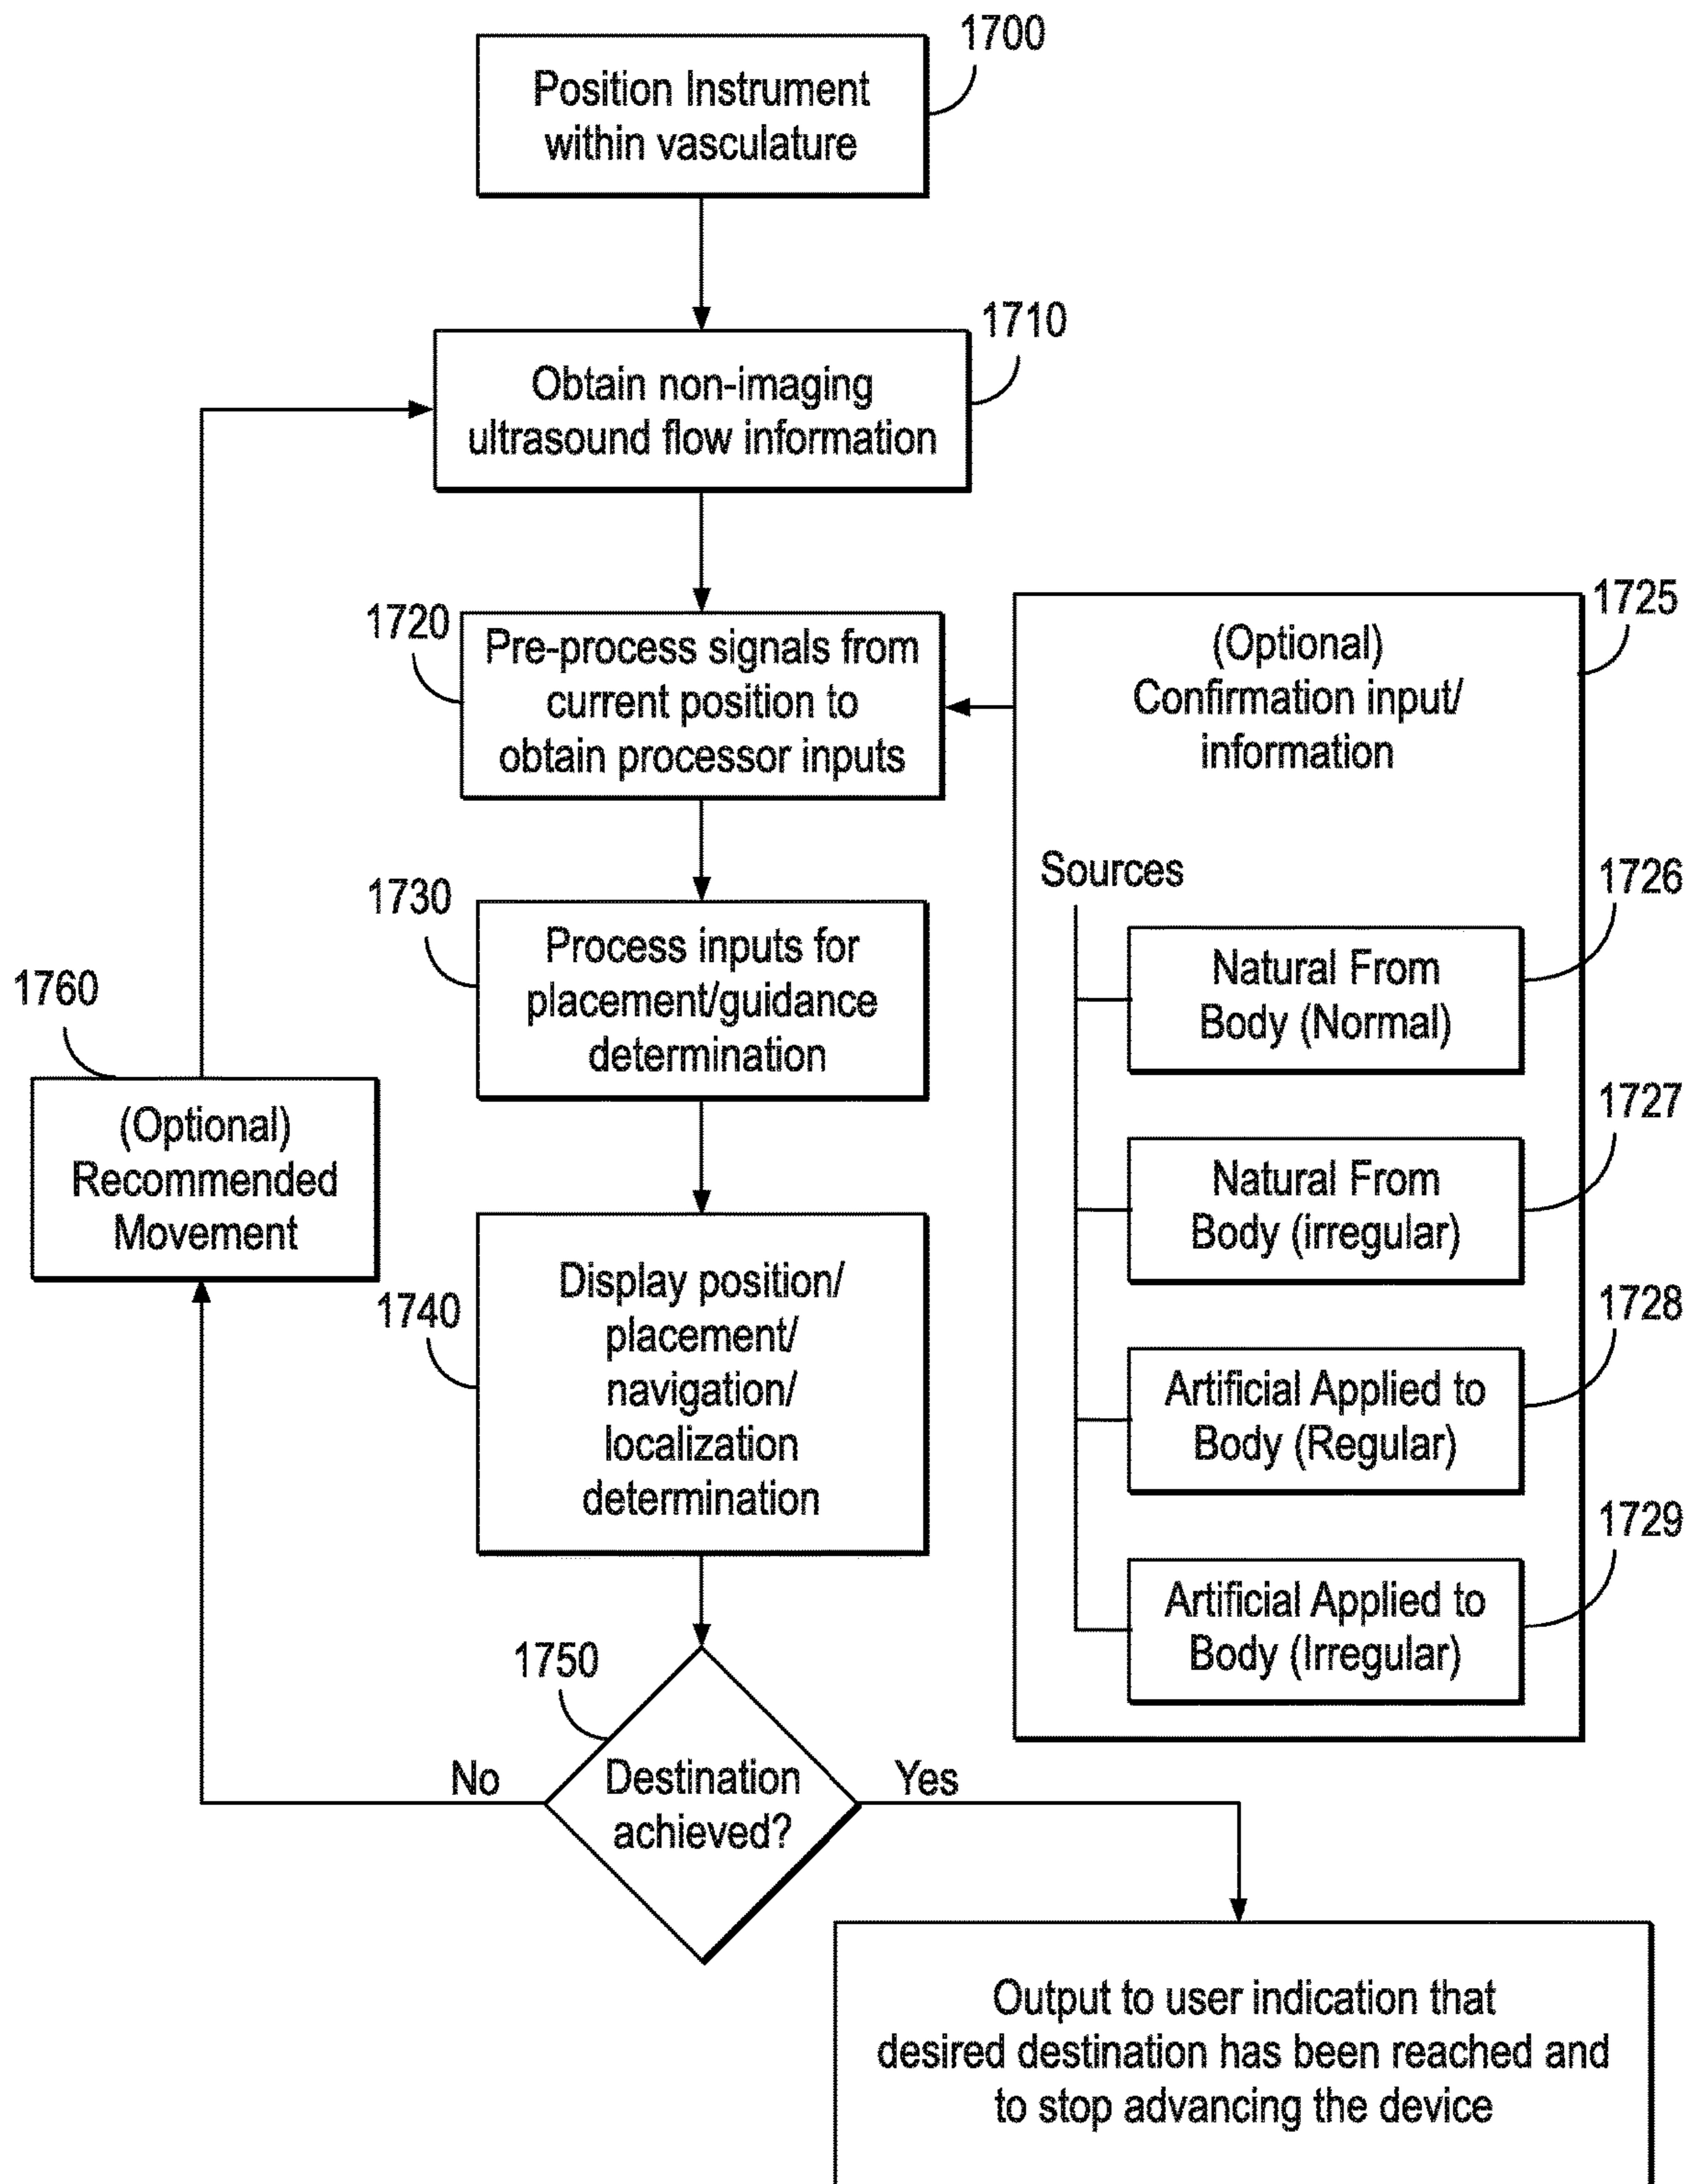 1700
Position Instrument
within vasculature
1710
Obtain non-imaging
ultrasound flow information
1720
Pre-process signals from
current position to
obtain processor inputs
1725
(Optional)
Confirmation input/
information
Sources
1726
Natural From
Body (Normal)
1727
Natural From
Body (irregular)
1728
Artificial Applied to
Body (Regular)
1729
Artificial Applied to
Body (Irregular)
1730
Process inputs for
placement/guidance
determination
1760
(Optional)
Recommended
Movement
1740
Display position/
placement/
navigation/
localization
determination
1750
Destination
achieved?
No
Yes
Output to user indication that
desired destination has been reached and
to stop advancing the device